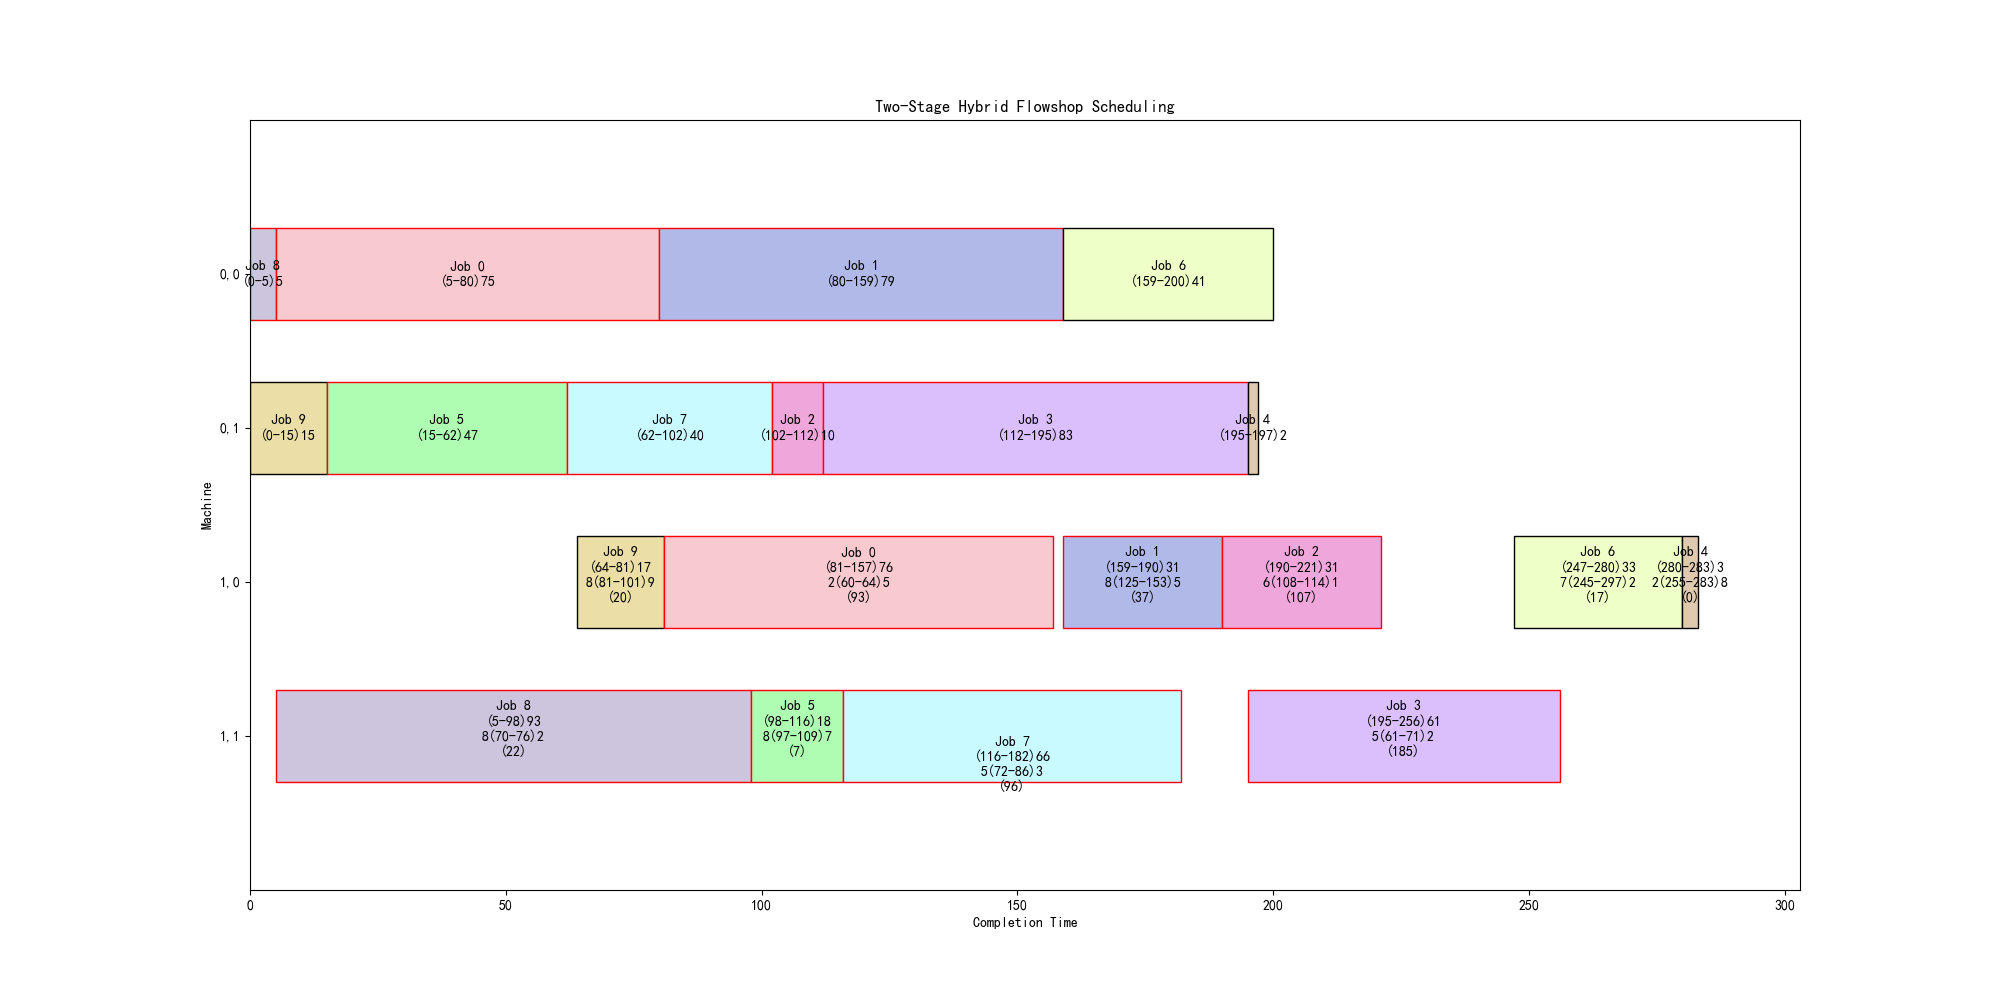 Two-Stage Hybrid Flowshop Scheduling
0,0
Job 8
(0-5)5
Job 0
(5-80)75
Job 1
(80-159)79
Job 6
(159-200)41
0,1
Job 9
(0-15)15
Job 5
(15-62)47
Job 7
(62-102)40
Job 2
(102-112)10
Job 3
(112-195)83
Job 4
(195-197)2
Machine
1,0
Job 9
(64-81)17
8(81-101)9
(20)
Job 0
(81-157)76
2(60-64)5
(93)
Job 1
(159-190)31
8(125-153)5
(37)
Job 2
(190-221)31
6(108-114)1
(107)
Job 6
(247-280)33
7(245-297)2
(17)
Job 4
(280-283)3
2(255-283)8
(0)
1,1
Job 8
(5-98)93
8(70-76)2
(22)
Job 5
(98-116)18
8(97-109)7
(7)
Job 7
(116-182)66
5(72-86)3
(96)
Job 3
(195-256)61
5(61-71)2
(185)
0
50
100
150
200
250
300
Completion Time